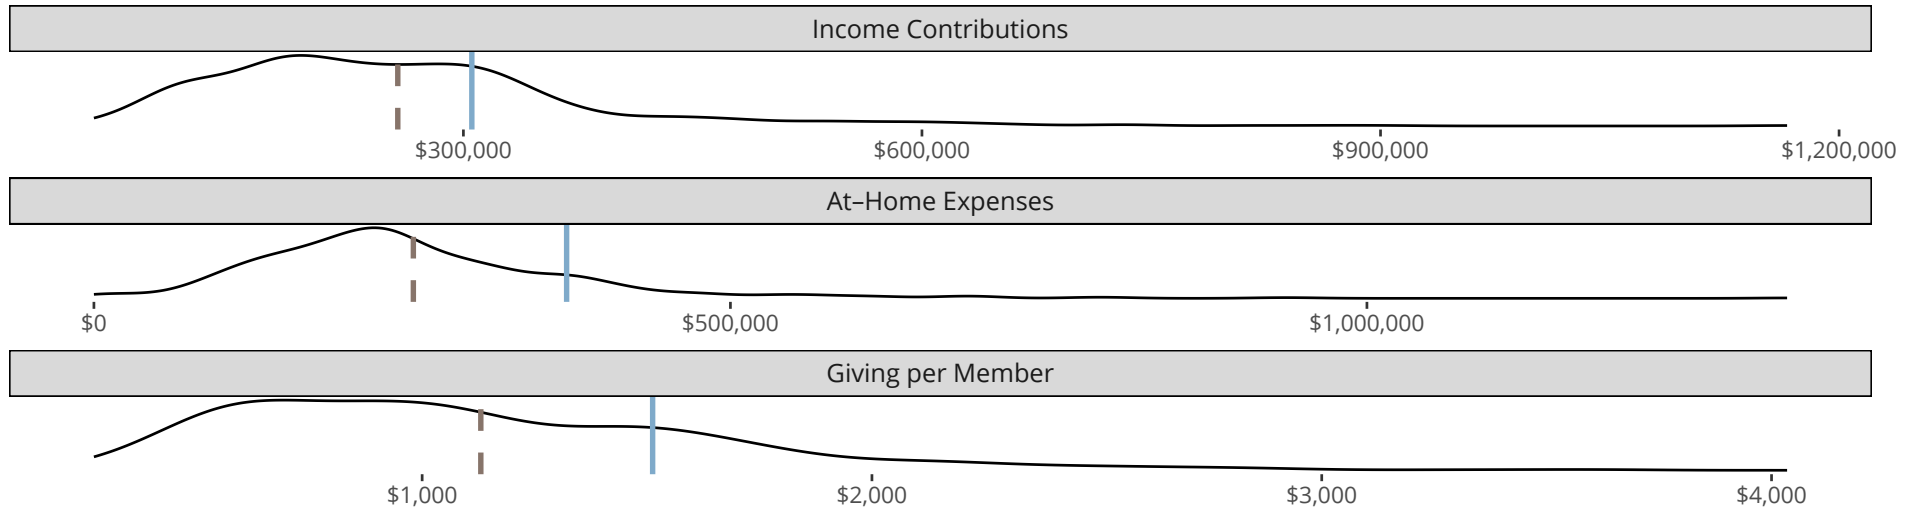 Income Contributions
$300,000 $600,000 $900,000 $1,200,000
At–Home Expenses
$0 $500,000 $1,000,000
Giving per Member
$1,000 $2,000 $3,000 $4,000